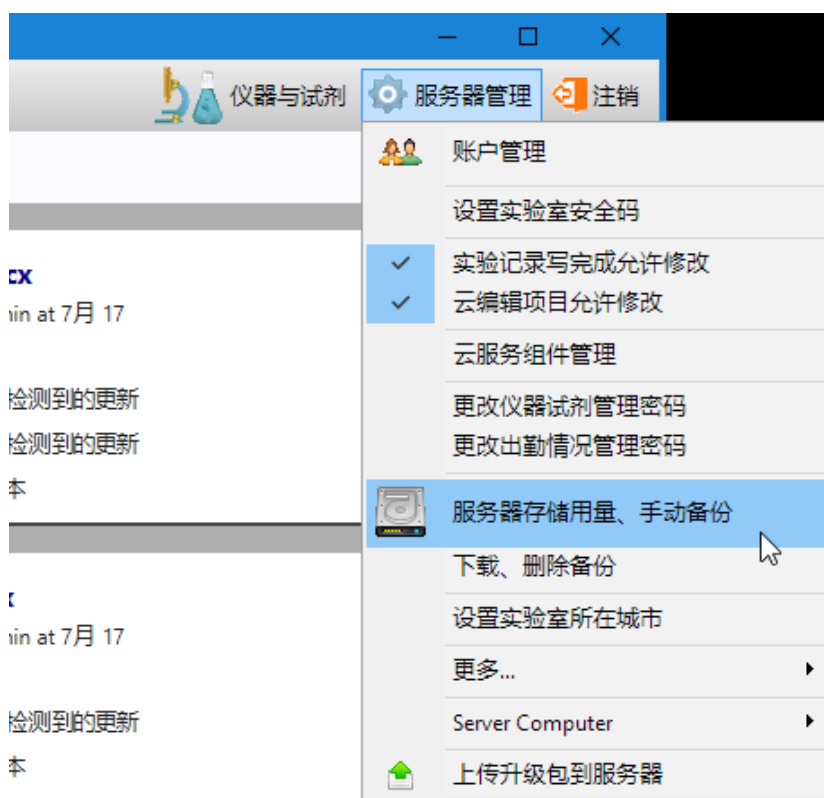 仪器与试剂 服务器管理 注销
账户管理
设置实验室安全码
cx
实验记录写完成允许修改
nin at 7月 17
云编辑项目允许修改
云服务组件管理
检测到的更新
更改仪器试剂管理密码
检测到的更新
更改出勤情况管理密码
本
服务器存储用量、手动备份
下载、删除备份
设置实验室所在城市
nin at 7月 17
更多...
检测到的更新
Server Computer
本
上传升级包到服务器